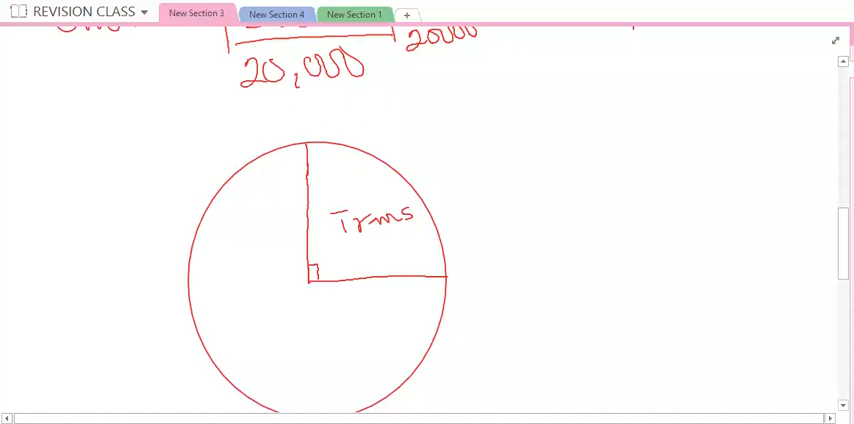 REVISION CLASS
New Section 3
New Section 4
New Section 1
+
20,000
20000
Trms